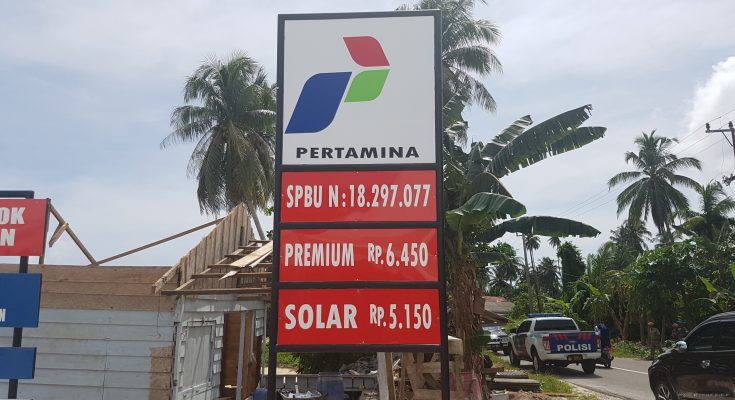 PERTAMINA
SPBU N: 18.297.077
PREMIUM RP.6.450
SOLAR RP.5.150
POLISI